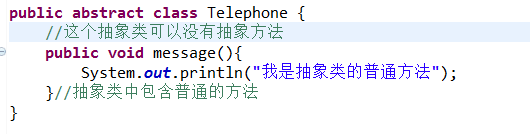 public abstract class Telephone {
//这个抽象类可以没有抽象方法
public void message(){
System.out.println("我是抽象类的普通方法");
}//抽象类中包含普通的方法
}